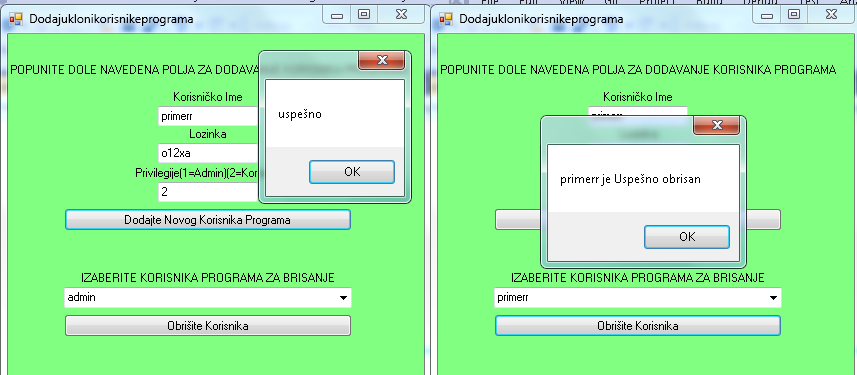 Dodajuklonikorisnikeprograma
POPUNITE DOLE NAVEDENA POLJA ZA DODAVA
Korisničko Ime
primerr
Lozinka
o12xa
Privilegije(1=Admin)(2=Kor
2
Dodajte Novog Korisnika Programa
uspešno
OK
IZABERITE KORISNIKA PROGRAMA ZA BRISANJE
admin
Obrišite Korisnika
Dodajuklonikorisnikeprograma
POPUNITE DOLE NAVEDENA POLJA ZA DODAVANJE KORISNIKA PROGRAMA
Korisničko Ime
primerr
primerr je Uspešno obrisan
OK
IZABERITE KORISNIKA PROGRAMA ZA BRISANJE
primerr
Obrišite Korisnika